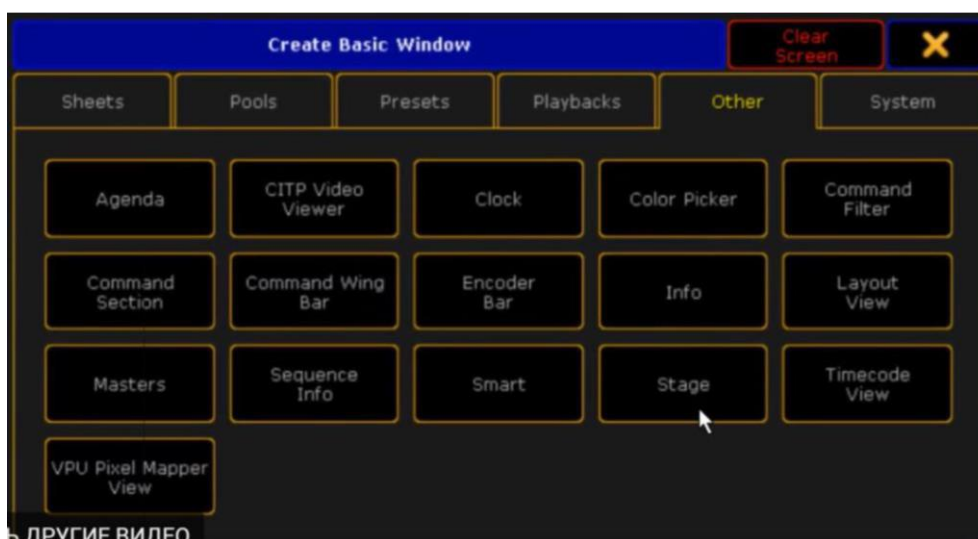 Create Basic Window
Clear
Screen
Sheets
Pools
Presets
Playbacks
Other
System
Agenda
CITP Video
Viewer
Clock
Color Picker
Command
Filter
Command
Section
Command Wing
Bar
Encoder
Bar
Info
Layout
View
Masters
Sequence
Info
Smart
Stage
Timecode
View
VPU Pixel Mapper
View
Ь ДРУГИЕ ВИДЕО